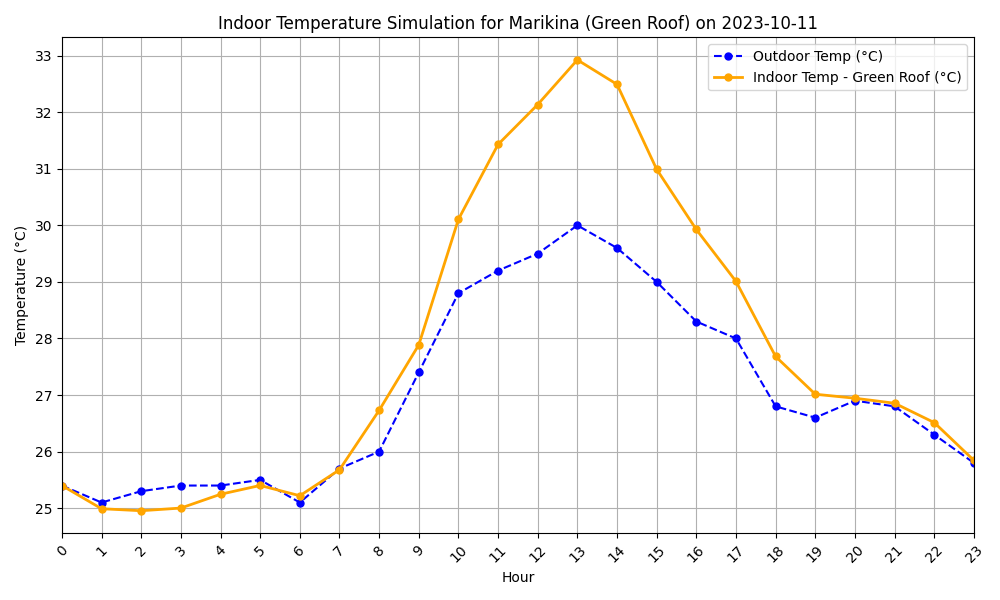 Indoor Temperature Simulation for Marikina (Green Roof) on 2023-10-11
Outdoor Temp (°C)
Indoor Temp - Green Roof (°C)
33
32
31
30
29
28
27
26
25
Temperature (°C)
0 1 2 3 4 5 6 7 8 9 10 11 12 13 14 15 16 17 18 19 20 21 22 23
Hour